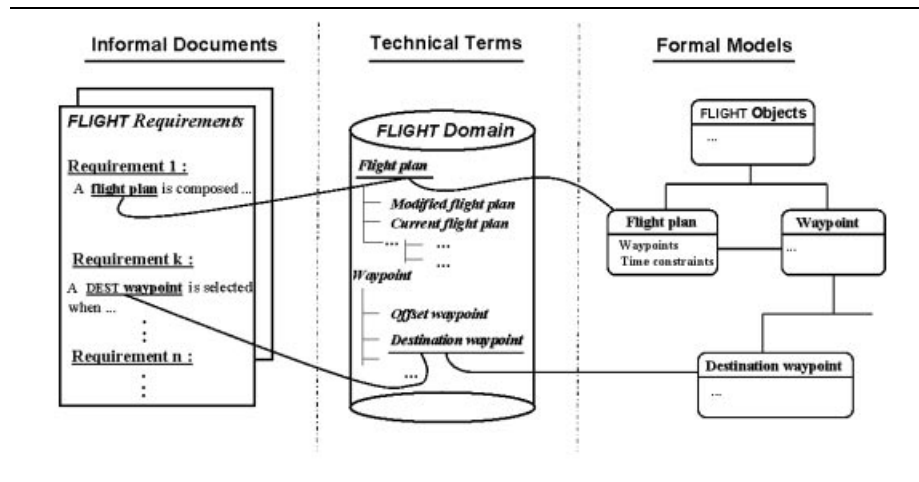 Informal Documents
FLIGHT Requirements
Requirement 1 :
A flight plan is composed ...
Requirement k :
A DEST waypoint is selected
when ...
Requirement n :
Technical Terms
FLIGHT Domain
Flight plan
Modified flight plan
Current flight plan
...
...
...
Waypoint
Offset waypoint
Destination waypoint
...
Formal Models
FLIGHT Objects
...
Flight plan
Waypoints
Time constraints
Waypoint
...
Destination waypoint
...